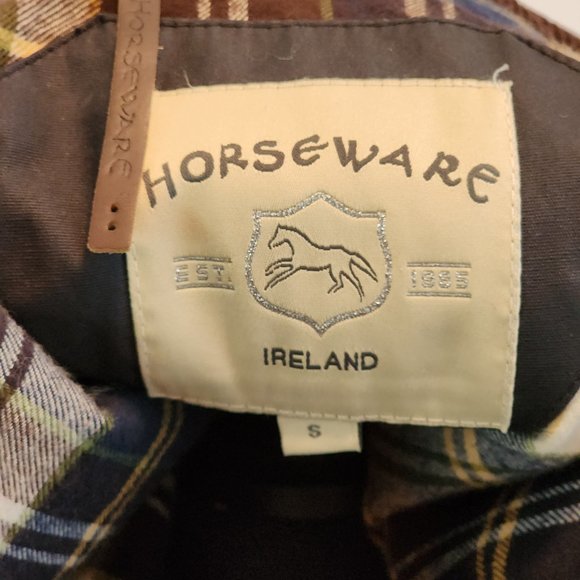 HORSEWARE
HORSEWARE
EST. 1985
IRELAND
S